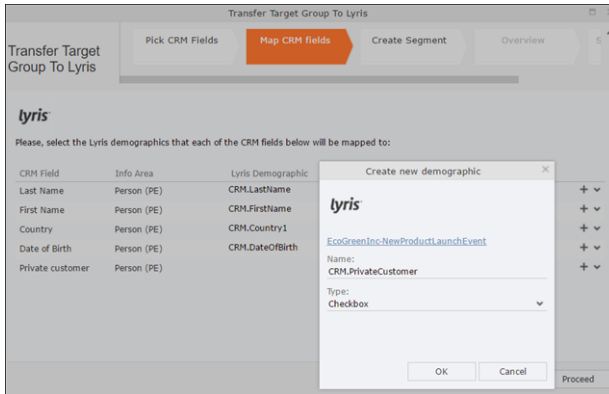 Transfer Target Group To Lyris
Transfer Target
Group To Lyris
Pick CRM Fields
Map CRM fields
Create Segment
Overview
S
lyris
Please, select the Lyris demographics that each of the CRM fields below will be mapped to:
CRM Field Info Area Lyris Demographic
Last Name Person (PE) CRM.LastName
First Name Person (PE) CRM.FirstName
Country Person (PE) CRM.Country1
Date of Birth Person (PE) CRM.DateOfBirth
Private customer Person (PE)
Create new demographic
lyris
EcoGreenInc-NewProductLaunchEvent
Name:
CRM.PrivateCustomer
Type:
Checkbox
OK Cancel
Proceed